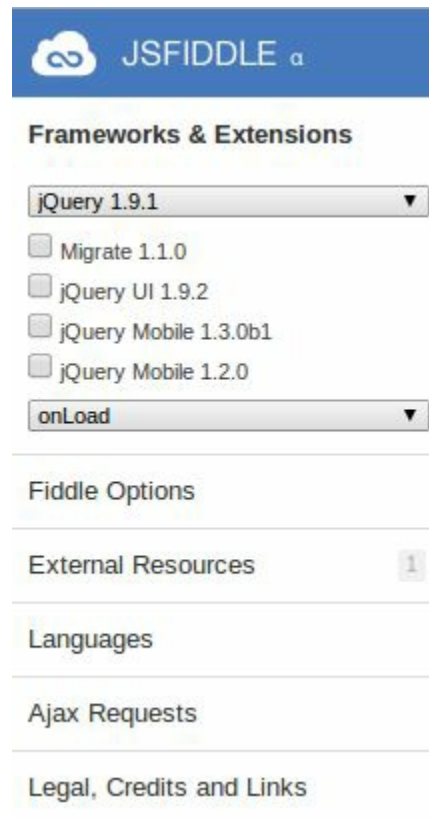 JSFIDDLE α
Frameworks & Extensions
jQuery 1.9.1
Migrate 1.1.0
jQuery UI 1.9.2
jQuery Mobile 1.3.0b1
jQuery Mobile 1.2.0
onLoad
Fiddle Options
External Resources 1
Languages
Ajax Requests
Legal, Credits and Links